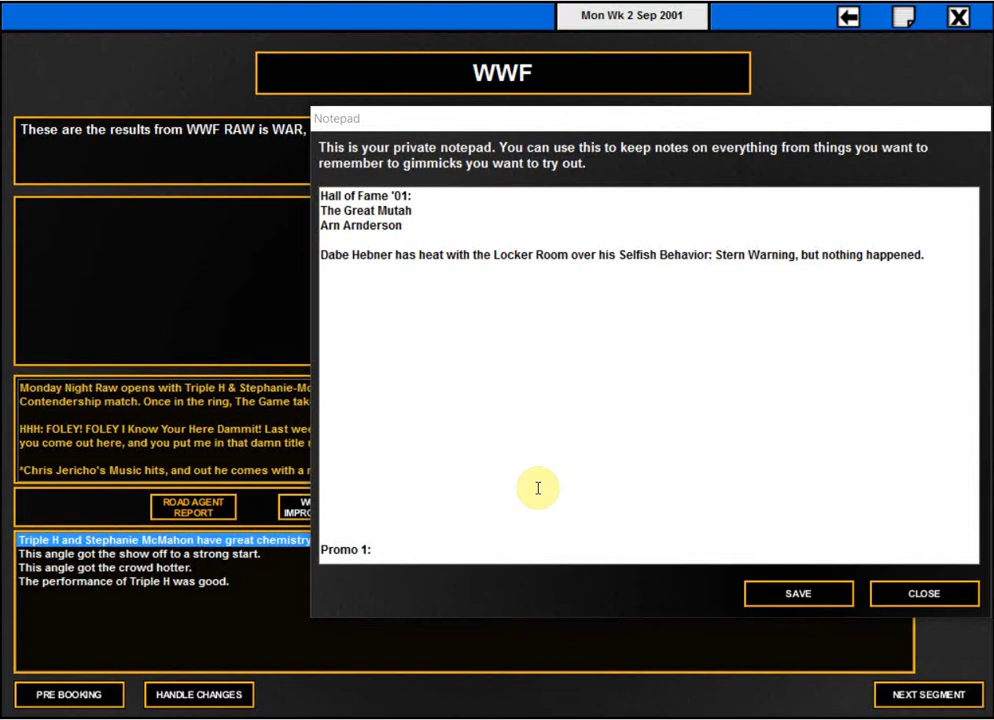 Mon Wk 2 Sep 2001
WWF
These are the results from WWF RAW is WAR,
Notepad
This is your private notepad. You can use this to keep notes on everything from things you want to
remember to gimmicks you want to try out.
Hall of Fame '01:
The Great Mutah
Arn Arnderson
Dabe Hebner has heat with the Locker Room over his Selfish Behavior: Stern Warning, but nothing happened.
Promo 1:
SAVE
CLOSE
Monday Night Raw opens with Triple H & Stephanie-Mc
Contendership match. Once in the ring, The Game tak
HHH: FOLEY! FOLEY I Know Your Here Dammit! Last wee
you come out here, and you put me in that damn title
*Chris Jericho's Music hits, and out he comes with a
ROAD AGENT
REPORT
IMPRO
Triple H and Stephanie McMahon have great chemistry
This angle got the show off to a strong start.
This angle got the crowd hotter.
The performance of Triple H was good.
PRE BOOKING
HANDLE CHANGES
NEXT SEGMENT